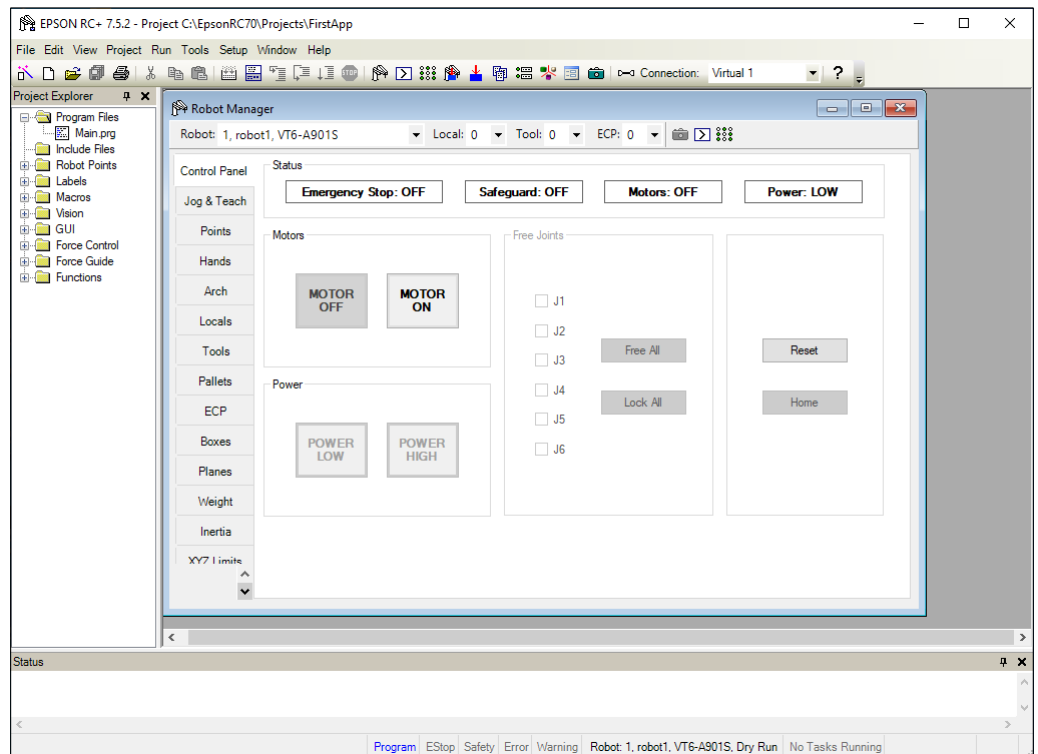 EPSON RC+ 7.5.2 - Project C:\EpsonRC70\Projects\FirstApp
File Edit View Project Run Tools Setup Window Help
Connection: Virtual 1
Project Explorer
Program Files
Main.prg
Include Files
Robot Points
Labels
Macros
Vision
GUI
Force Control
Force Guide
Functions
Robot Manager
Robot: 1, robot1, VT6-A901S Local: 0 Tool: 0 ECP: 0
Control Panel
Jog & Teach
Points
Hands
Arch
Locals
Tools
Pallets
ECP
Boxes
Planes
Weight
Inertia
XYZ Limits
Status
Emergency Stop: OFF Safeguard: OFF Motors: OFF Power: LOW
Motors
MOTOR
OFF
MOTOR
ON
Power
POWER
LOW
POWER
HIGH
Free Joints
J1
J2
J3
J4
J5
J6
Free All
Lock All
Reset
Home
Status
Program EStop Safety Error Warning Robot: 1, robot1, VT6-A901S, Dry Run No Tasks Running